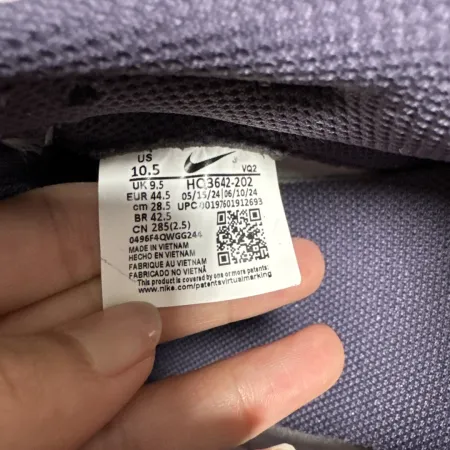 US
10.5 VQ2
UK 9.5 HQ3642-202
EUR 44.5 05/15/24 | 06/10/24
cm 28.5 UPC 00197601912693
BR 42.5
CN 285(2.5)
0496F4QWGG244
MADE IN VIETNAM
HECHO EN VIETNAM
FABRIQUE AU VIETNAM
FABRICADO NO VIETNÃ
This product is covered by one or more patents:
www.nike.com/patentsvirtualmarking